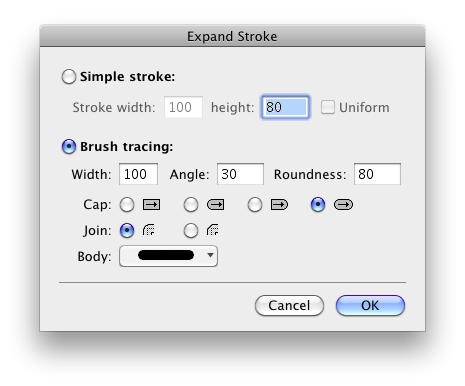 Expand Stroke
Simple stroke:
Stroke width: 100 height: 80 Uniform
Brush tracing:
Width: 100 Angle: 30 Roundness: 80
Cap:
Join:
Body:
Cancel OK